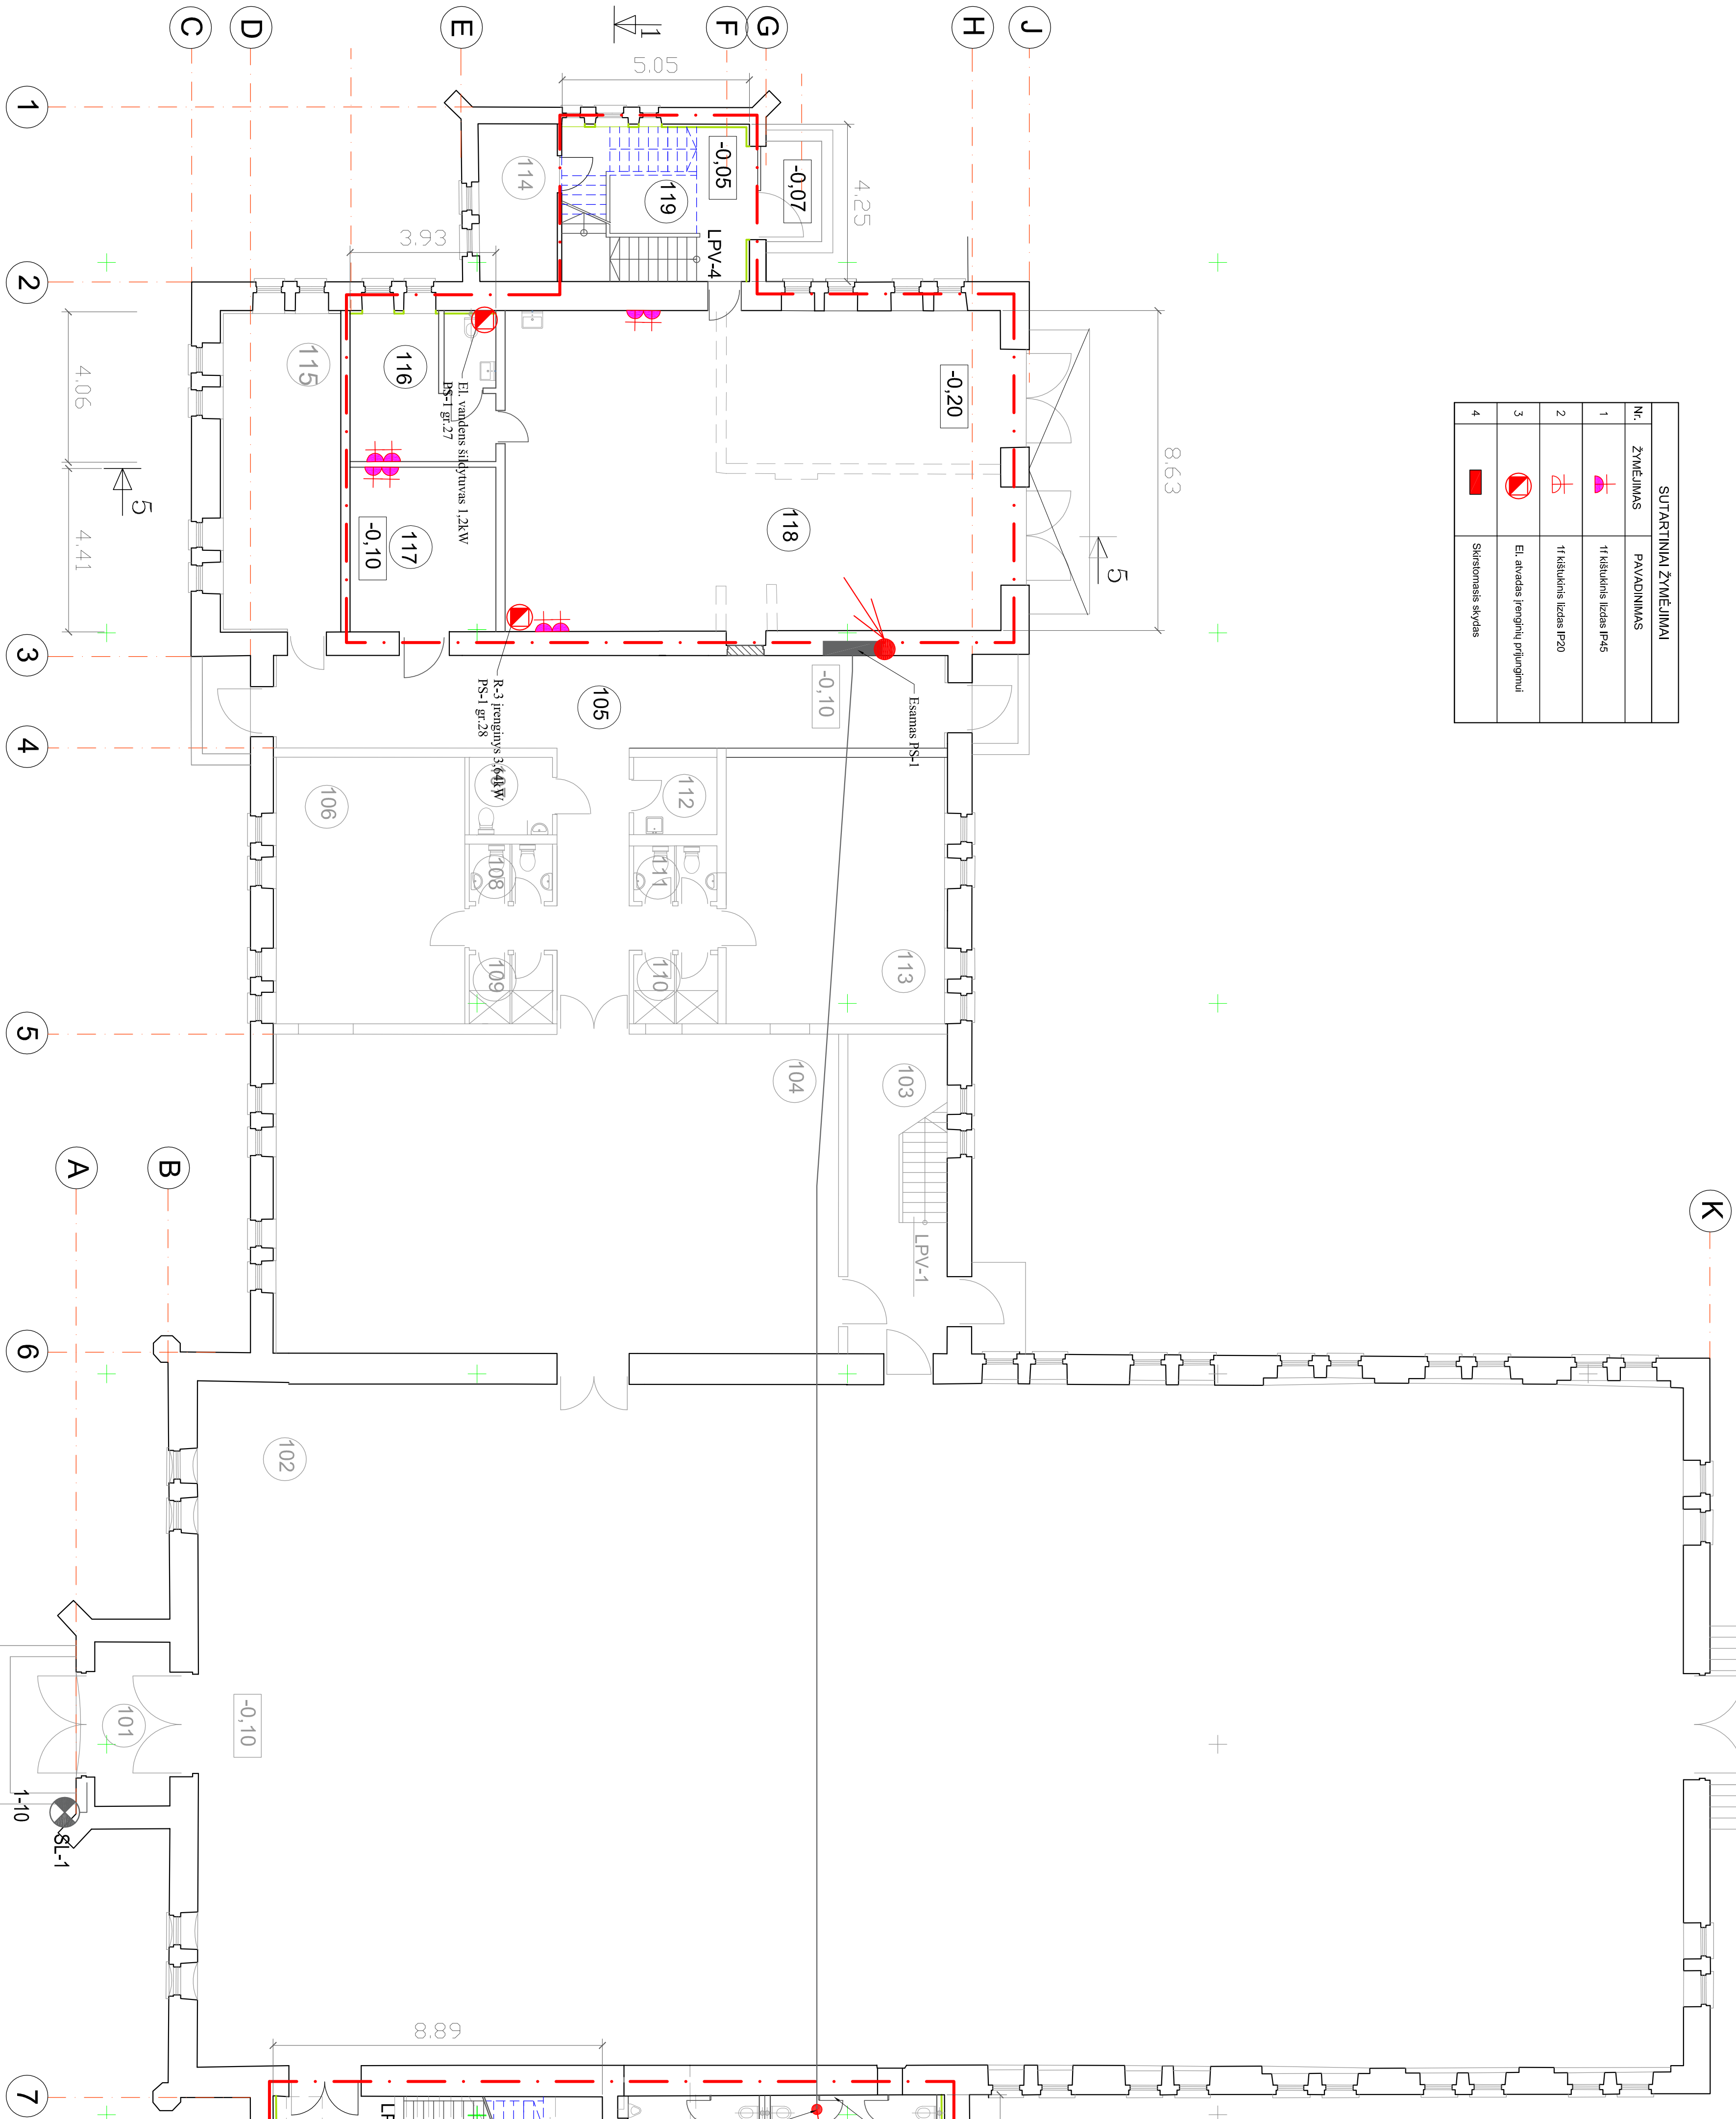 SUTARTINIAI ŽYMĖJIMAI
Nr. ŽYMĖJIMAS PAVADINIMAS
1 1f kištukinis lizdas IP45
2 1f kištukinis lizdas IP20
3 El. atvadas įrenginių prijungimui
4 Skirstomasis skydas
K
J
H
G
F
E
D
C
B
A
1
2
3
4
5
6
7
1
5
5
5.05
4.25
3.93
8.63
4.06
4.41
8.89
-0,05
-0,07
-0,20
-0,10
-0,10
-0,10
114
119
LPV-4
115
116
117
118
El. vandens šildytuvas 1,2kW
PS-1 gr.27
R-3 įrenginys 3,64kW
PS-1 gr.28
Esamas PS-1
105
106
107
108
109
110
111
112
113
103
104
LPV-1
102
101
1-10
SL-1